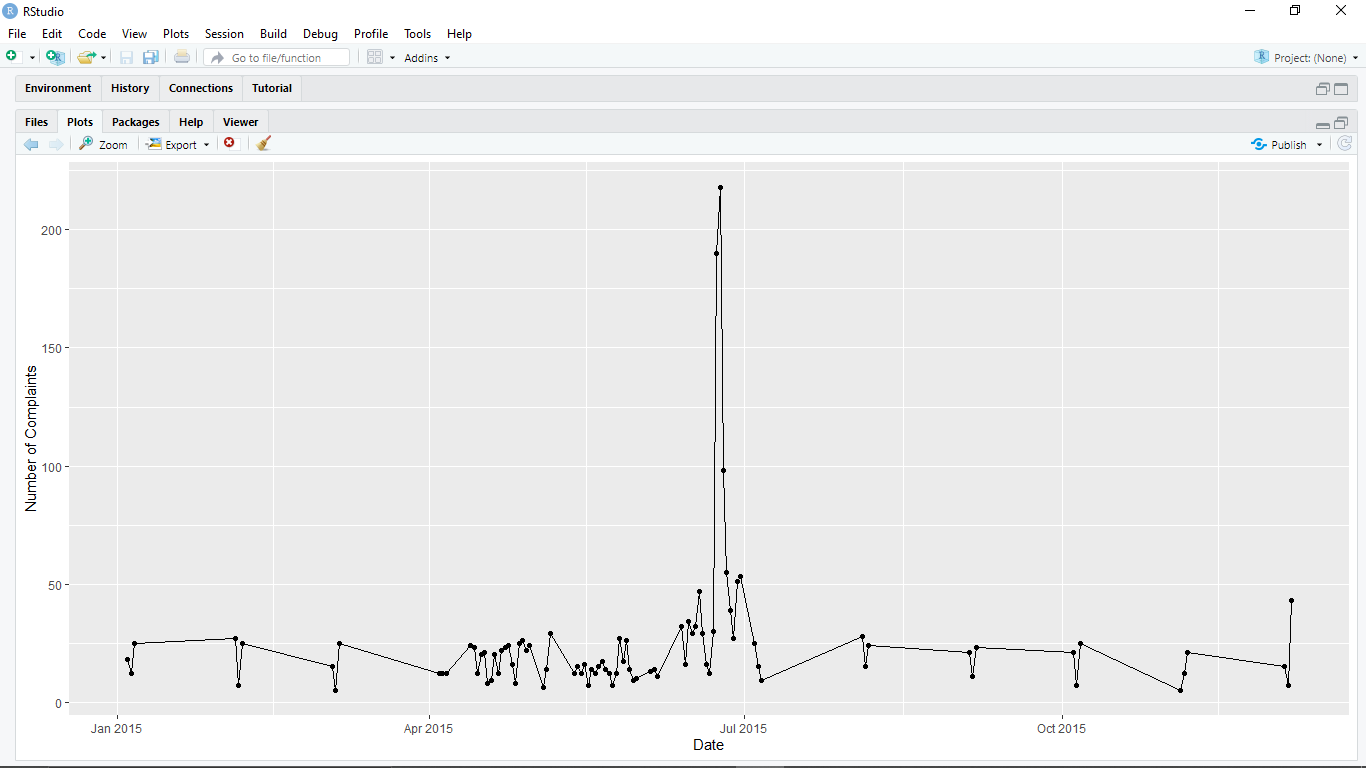 RStudio
File Edit Code View Plots Session Build Debug Profile Tools Help
Go to file/function Addins Project: (None)
Environment History Connections Tutorial
Files Plots Packages Help Viewer
Zoom Export Publish
200
150
100
50
0
Number of Complaints
Jan 2015 Apr 2015 Jul 2015 Oct 2015
Date